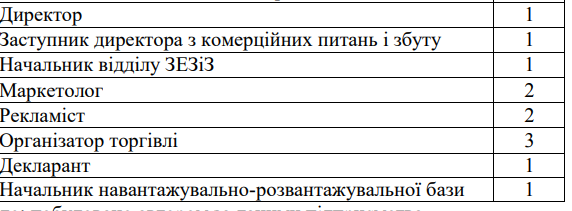 Директор 1
Заступник директора з комерційних питань і збуту 1
Начальник відділу ЗЕЗіЗ 1
Маркетолог 2
Рекламіст 2
Організатор торгівлі 3
Декларант 1
Начальник навантажувально-розвантажувальної бази 1